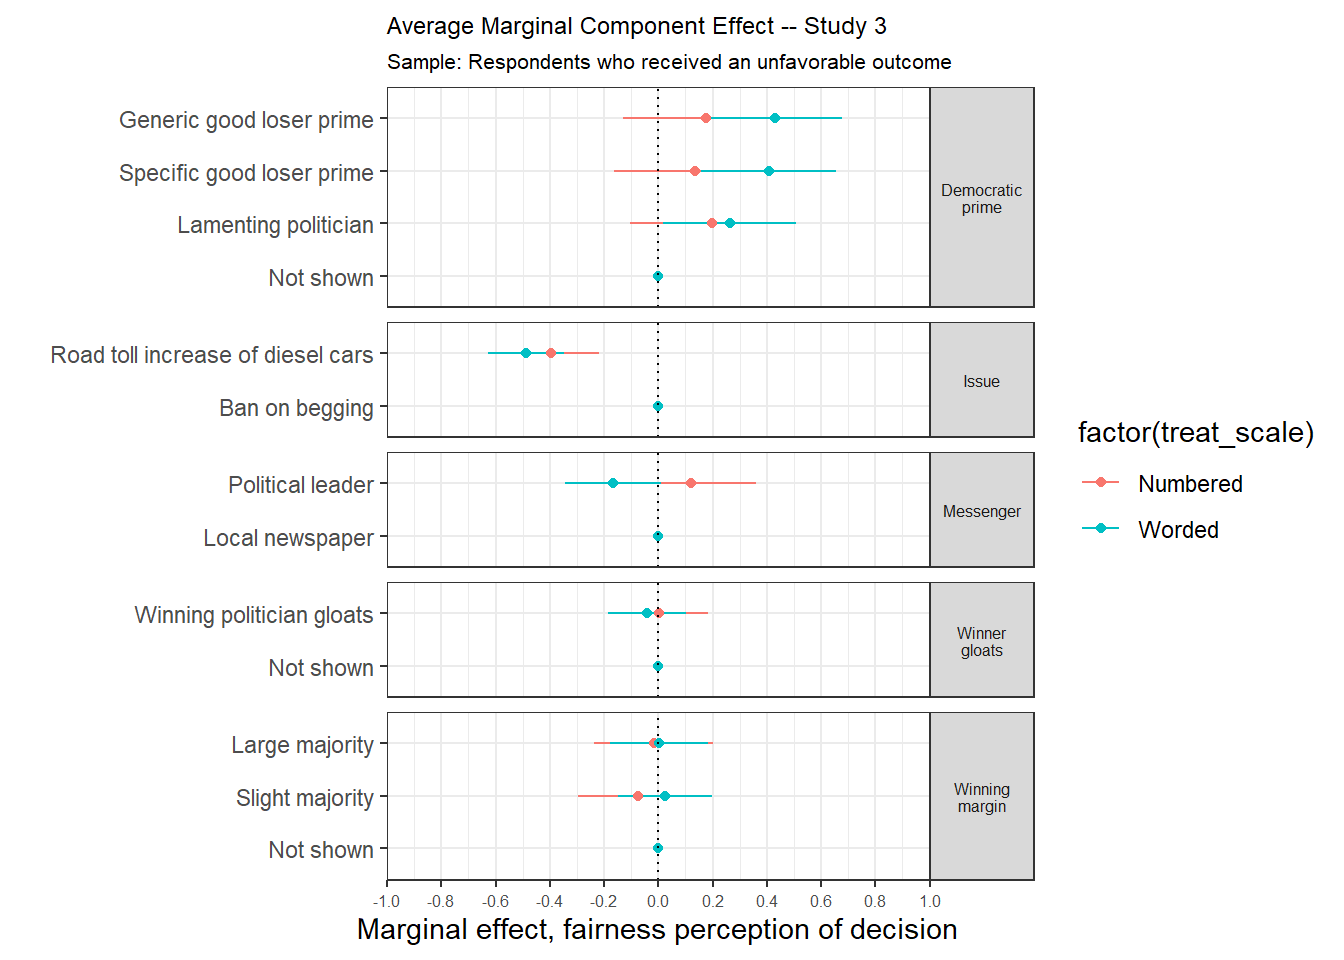 Average Marginal Component Effect -- Study 3
Sample: Respondents who received an unfavorable outcome
Generic good loser prime
Specific good loser prime
Lamenting politician
Not shown
Democratic
prime
Road toll increase of diesel cars
Ban on begging
Issue
Political leader
Local newspaper
Messenger
Winning politician gloats
Not shown
Winner
gloats
Large majority
Slight majority
Not shown
Winning
margin
-1.0 -0.8 -0.6 -0.4 -0.2 0.0 0.2 0.4 0.6 0.8 1.0
Marginal effect, fairness perception of decision
factor(treat_scale)
Numbered
Worded